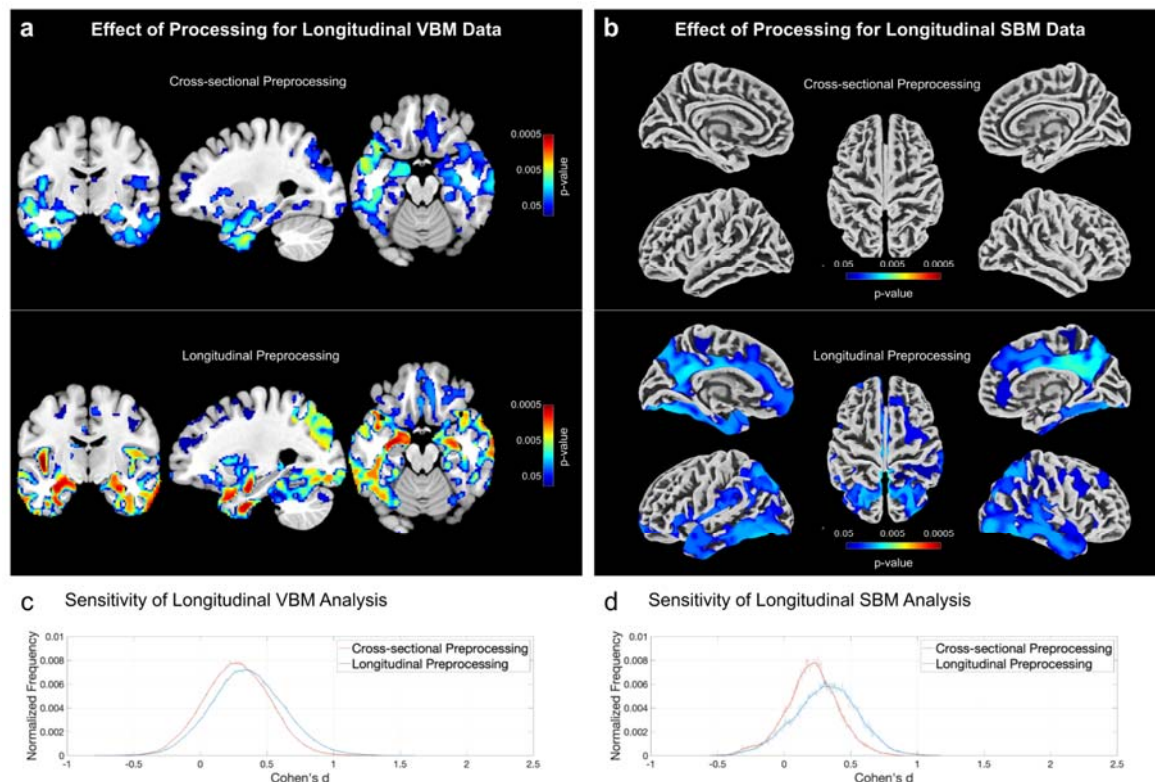 a Effect of Processing for Longitudinal VBM Data
Cross-sectional Preprocessing
0.0005
0.005
0.05
p-value
Longitudinal Preprocessing
0.0005
0.005
0.05
p-value
b Effect of Processing for Longitudinal SBM Data
Cross-sectional Preprocessing
0.05 0.005 0.0005
p-value
Longitudinal Preprocessing
0.05 0.005 0.0005
p-value
c Sensitivity of Longitudinal VBM Analysis
Normalized Frequency
0.01
0.008
0.006
0.004
0.002
0
Cross-sectional Preprocessing
Longitudinal Preprocessing
-1 -0.5 0 0.5 1 1.5 2 2.5
Cohen's d
d Sensitivity of Longitudinal SBM Analysis
Normalized Frequency
0.01
0.008
0.006
0.004
0.002
0
Cross-sectional Preprocessing
Longitudinal Preprocessing
-1 -0.5 0 0.5 1 1.5 2 2.5
Cohen's d